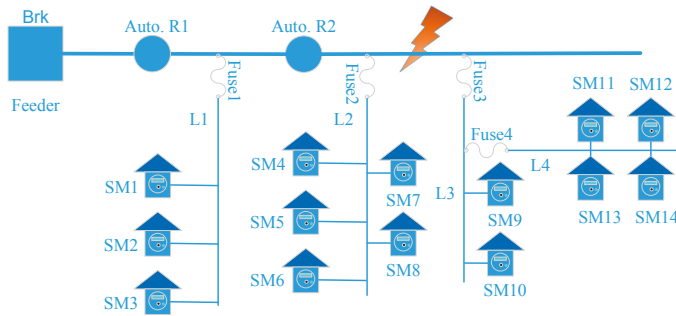 Brk
Feeder
Auto. R1
Auto. R2
Fuse1
Fuse2
Fuse3
L1
L2
Fuse4
L4
L3
SM1
SM2
SM3
SM4
SM5
SM6
SM7
SM8
SM9
SM10
SM11
SM12
SM13
SM14